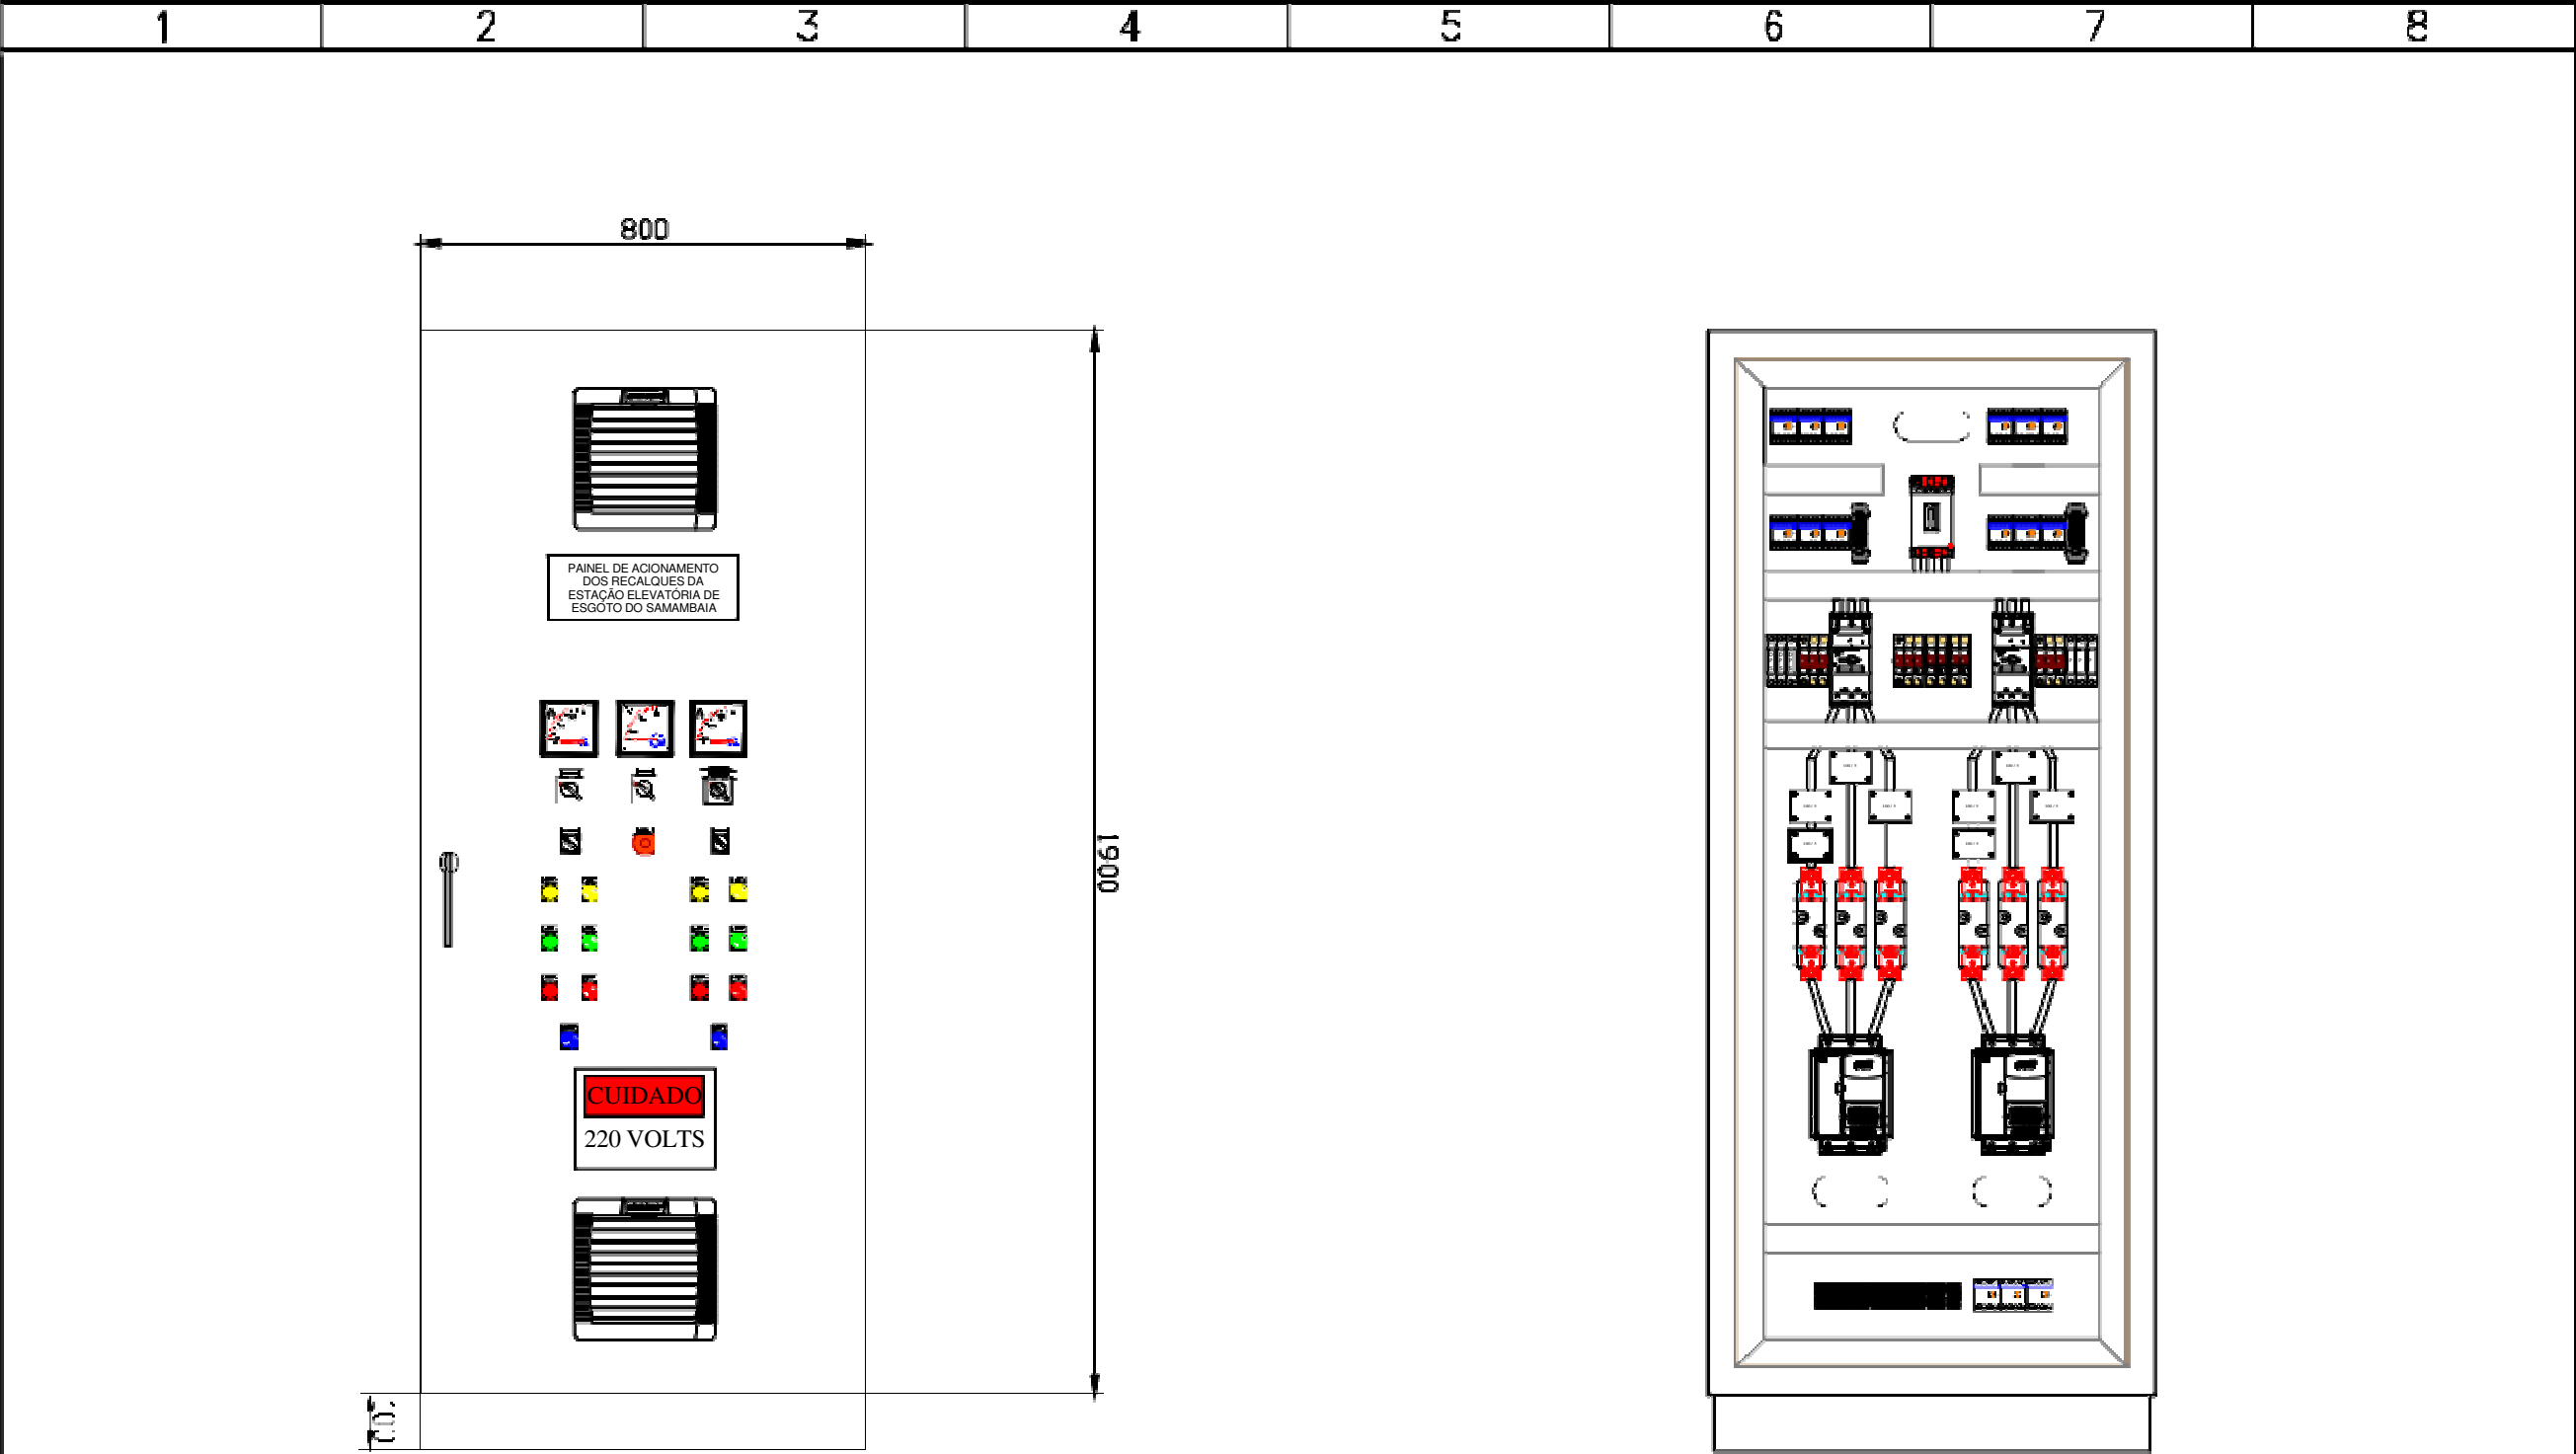 1 2 3 4 5 6 7 8
800
PAINEL DE ACIONAMENTO
DOS RECALQUES DA
ESTAÇÃO ELEVATÓRIA DE
ESGOTO DO SAMAMBAIA
1900
CUIDADO
220 VOLTS